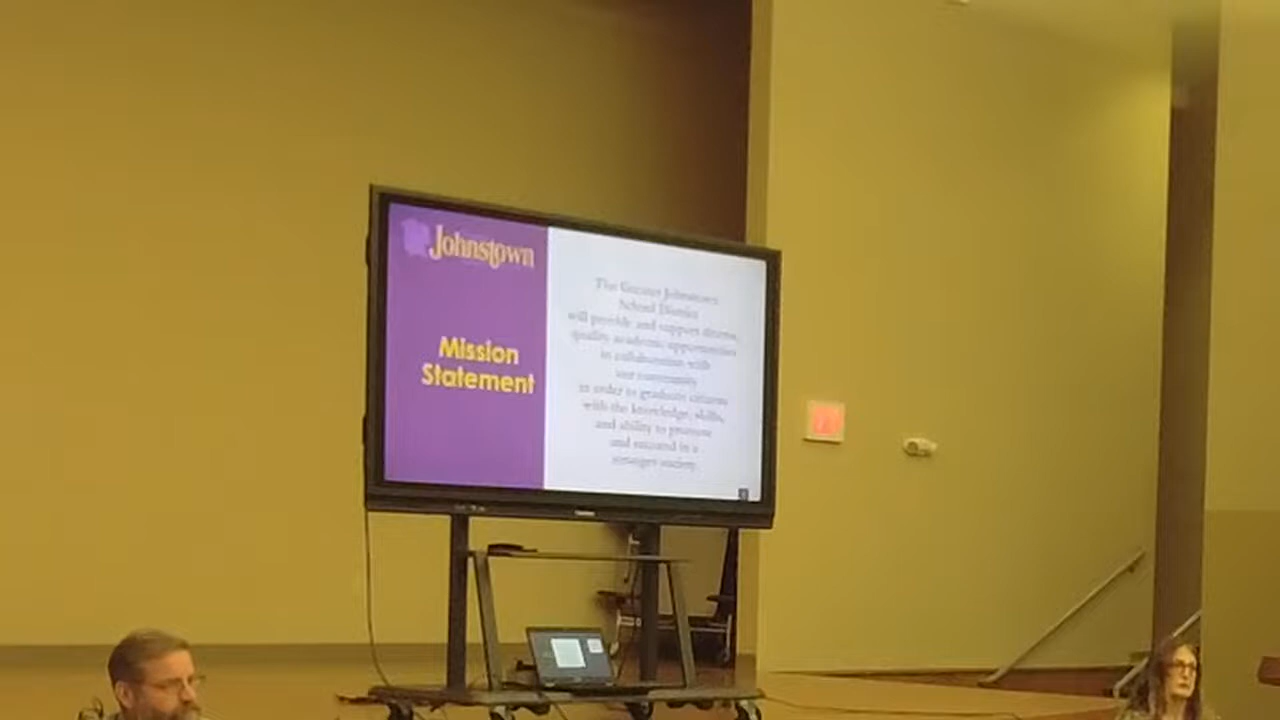 Johnstown
Mission
Statement
The Greater Johnstown
School District
will provide and support diverse,
quality academic opportunities
in collaboration with
our community
in order to graduate citizens
with the knowledge, skills,
and ability to promote
and succeed in a
stronger society.